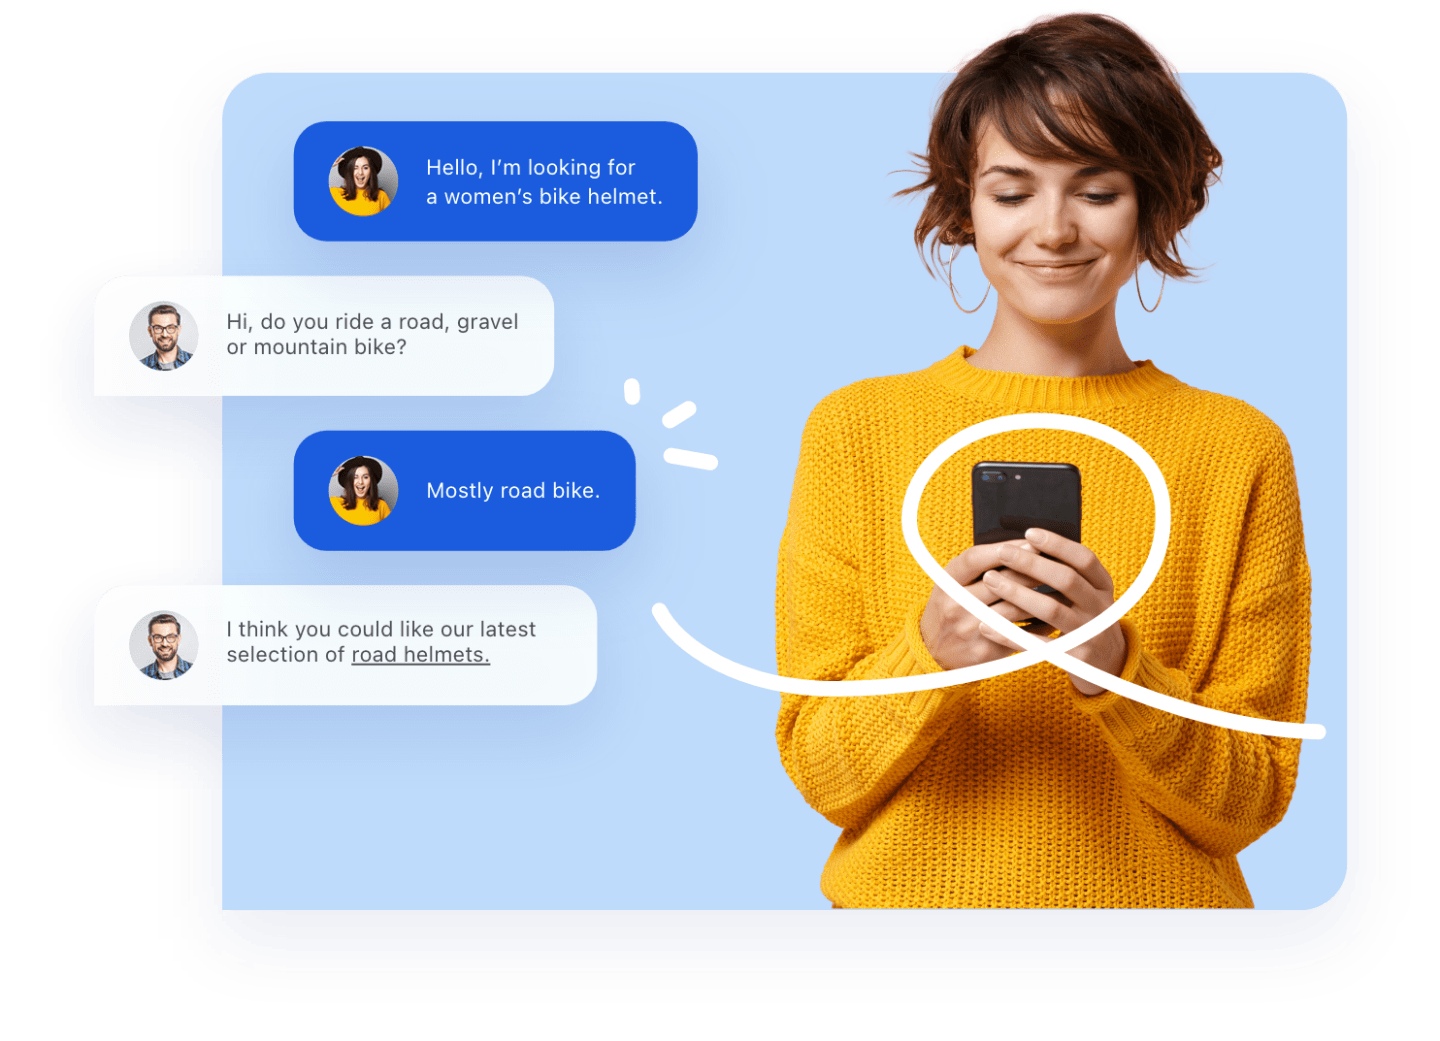 Hello, I’m looking for
a women’s bike helmet.
Hi, do you ride a road, gravel
or mountain bike?
Mostly road bike.
I think you could like our latest
selection of road helmets.